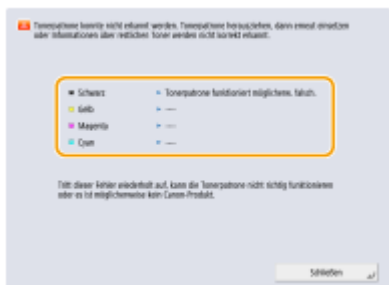 Tonerpatrone konnte nicht erkannt werden. Tonerpatrone herausziehen, dann erneut einsetzen
oder Informationen über restlichen Toner werden nicht korrekt erkannt.
Schwarz Tonerpatrone funktioniert möglicherw. falsch.
Gelb ----
Magenta ----
Cyan ----
Tritt dieser Fehler wiederholt auf, kann die Tonerpatrone nicht richtig funktionieren
oder es ist möglicherweise kein Canon-Produkt.
Schließen